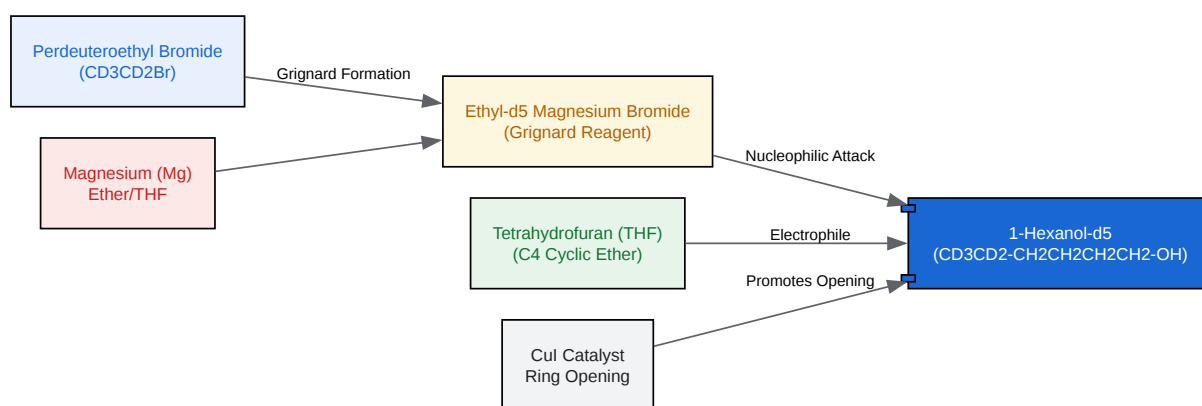 Perdeuteroethyl Bromide
(CD3CD2Br)
Grignard Formation
Magnesium (Mg)
Ether/THF
Ethyl-d5 Magnesium Bromide
(Grignard Reagent)
Nucleophilic Attack
Tetrahydrofuran (THF)
(C4 Cyclic Ether)
Electrophile
Promotes Opening
CuI Catalyst
Ring Opening
1-Hexanol-d5
(CD3CD2-CH2CH2CH2CH2-OH)